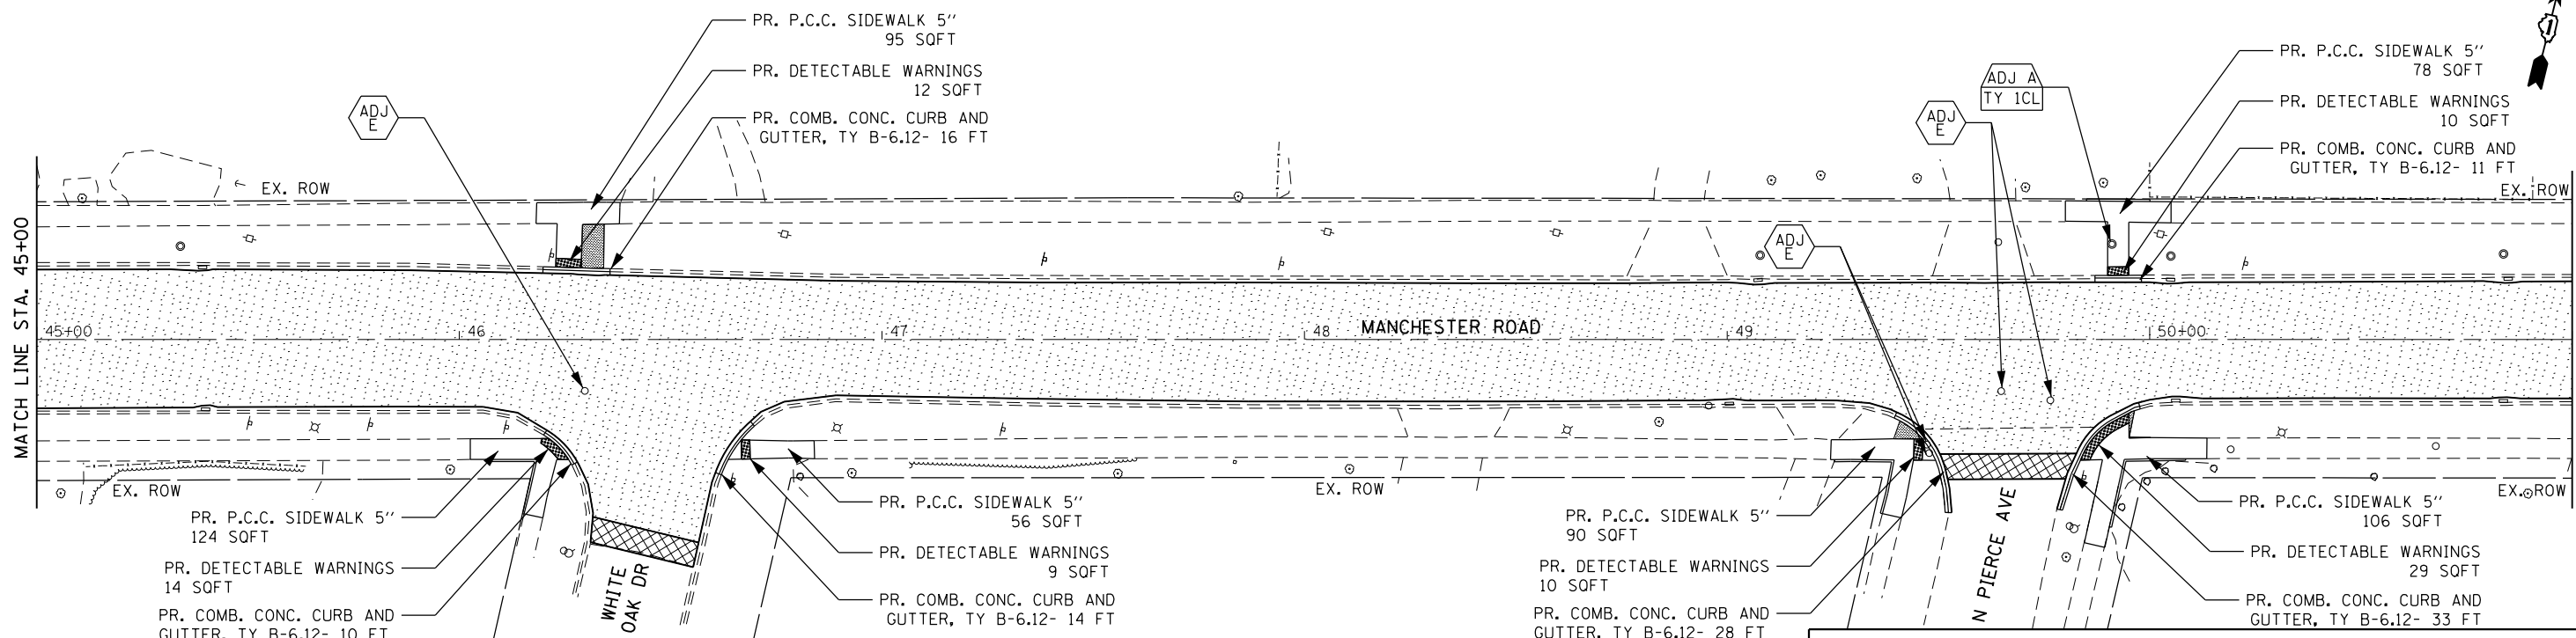 PR. P.C.C. SIDEWALK 5''
95 SQFT
PR. DETECTABLE WARNINGS
12 SQFT
PR. COMB. CONC. CURB AND
GUTTER, TY B-6.12- 16 FT
ADJ
E
ADJ
E
ADJ A
TY 1CL
PR. P.C.C. SIDEWALK 5''
78 SQFT
PR. DETECTABLE WARNINGS
10 SQFT
PR. COMB. CONC. CURB AND
GUTTER, TY B-6.12- 11 FT
EX. ROW
EX. ROW
ADJ
E
MATCH LINE STA. 45+00
45+00
46
47
48
MANCHESTER ROAD
49
50+00
EX. ROW
EX. ROW
EX. ROW
PR. P.C.C. SIDEWALK 5''
124 SQFT
PR. DETECTABLE WARNINGS
14 SQFT
PR. COMB. CONC. CURB AND
GUTTER, TY B-6.12- 10 FT
WHITE
OAK DR
PR. P.C.C. SIDEWALK 5''
56 SQFT
PR. DETECTABLE WARNINGS
9 SQFT
PR. COMB. CONC. CURB AND
GUTTER, TY B-6.12- 14 FT
PR. P.C.C. SIDEWALK 5''
90 SQFT
PR. DETECTABLE WARNINGS
10 SQFT
PR. COMB. CONC. CURB AND
GUTTER, TY B-6.12- 28 FT
N PIERCE AVE
PR. P.C.C. SIDEWALK 5''
106 SQFT
PR. DETECTABLE WARNINGS
29 SQFT
PR. COMB. CONC. CURB AND
GUTTER, TY B-6.12- 33 FT